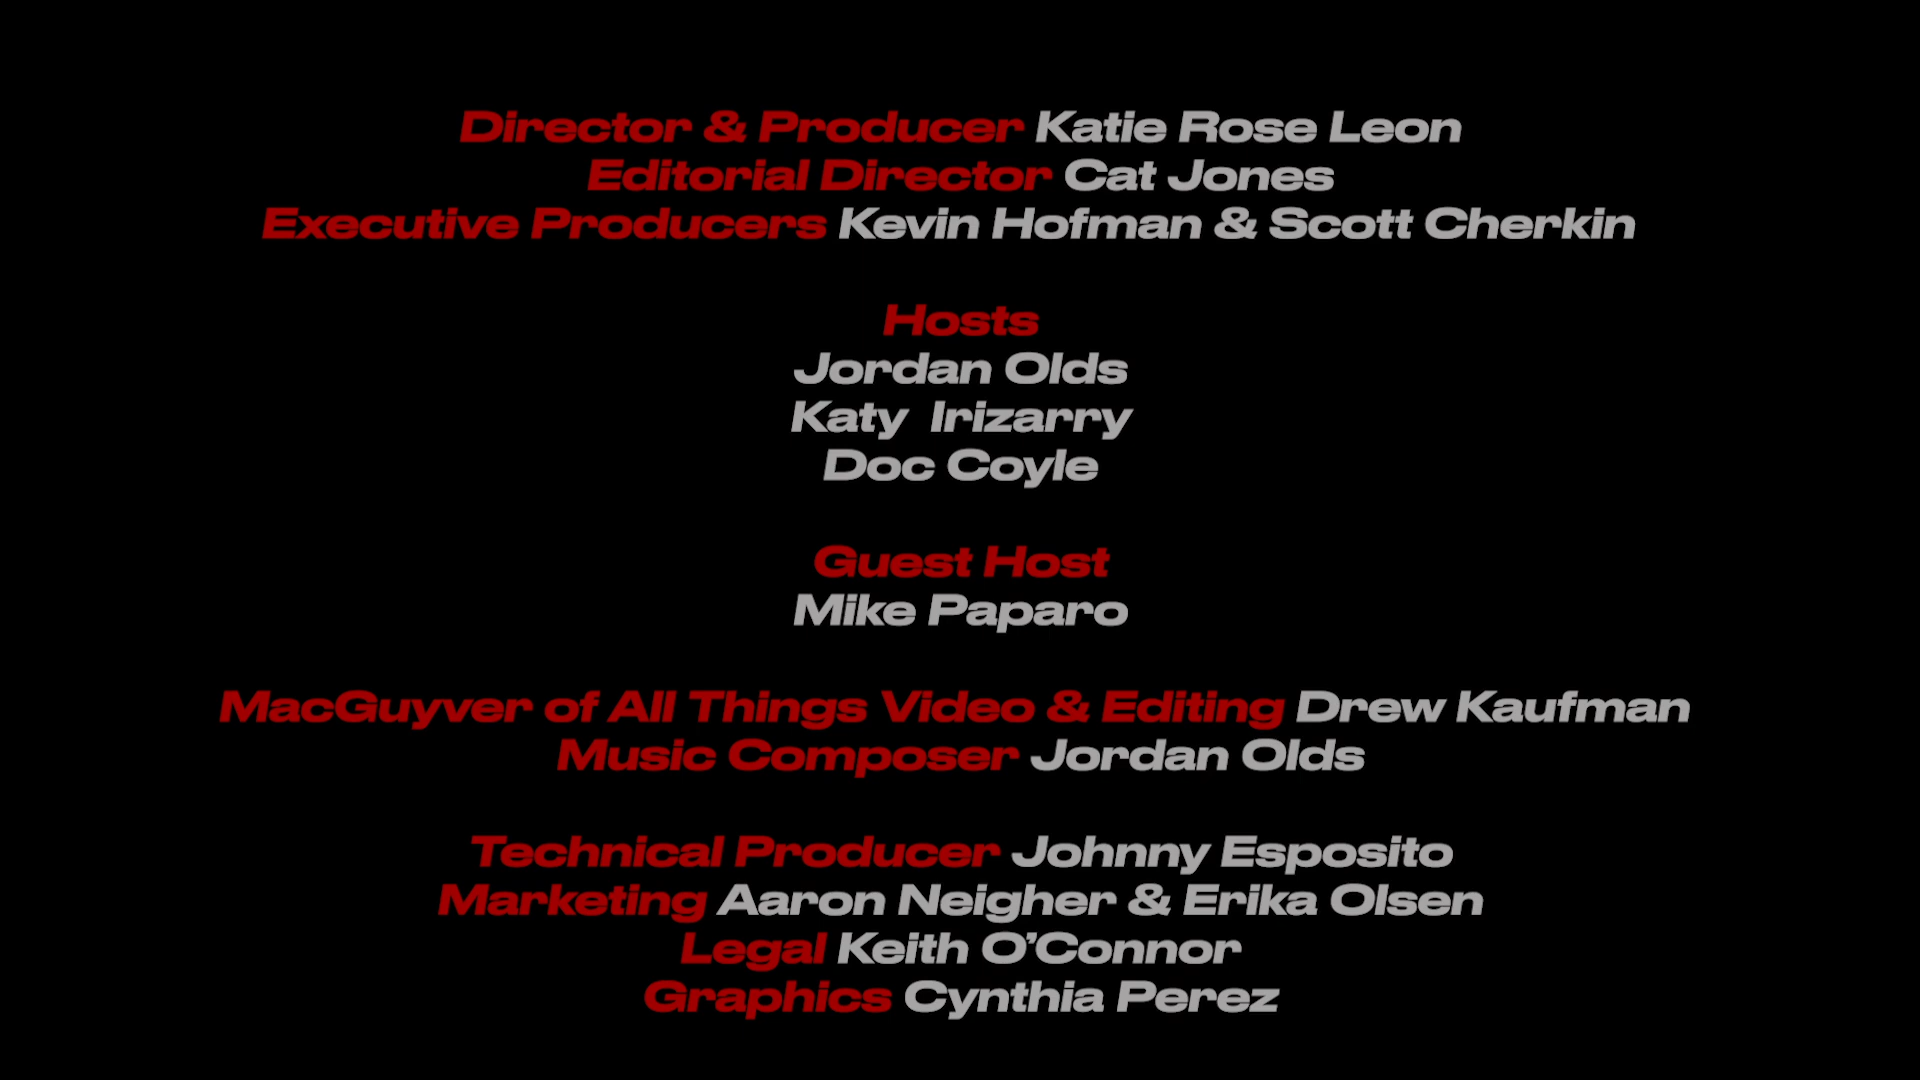 Director & Producer Katie Rose Leon
Editorial Director Cat Jones
Executive Producers Kevin Hofman & Scott Cherkin
Hosts
Jordan Olds
Katy  Irizarry
Doc Coyle
Guest Host
Mike Paparo
MacGuyver of All Things Video & Editing Drew Kaufman
Music Composer Jordan Olds
Technical Producer Johnny Esposito
Marketing Aaron Neigher & Erika Olsen
Legal Keith O’Connor
Graphics Cynthia Perez